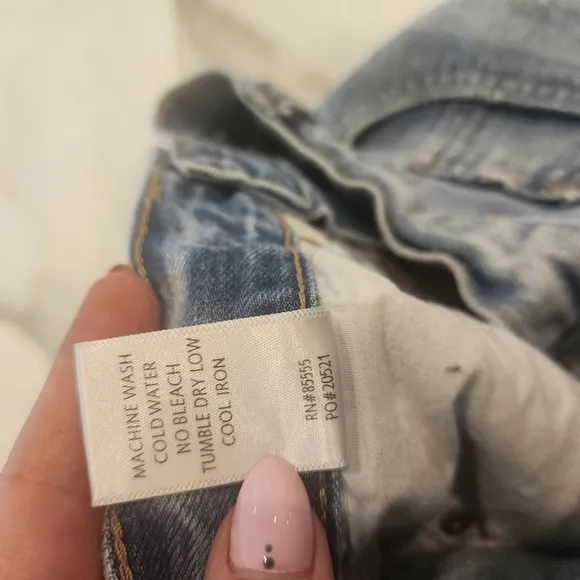 MACHINE WASH
COLD WATER
NO BLEACH
TUMBLE DRY LOW
COOL IRON
RN#85555
PO#20521